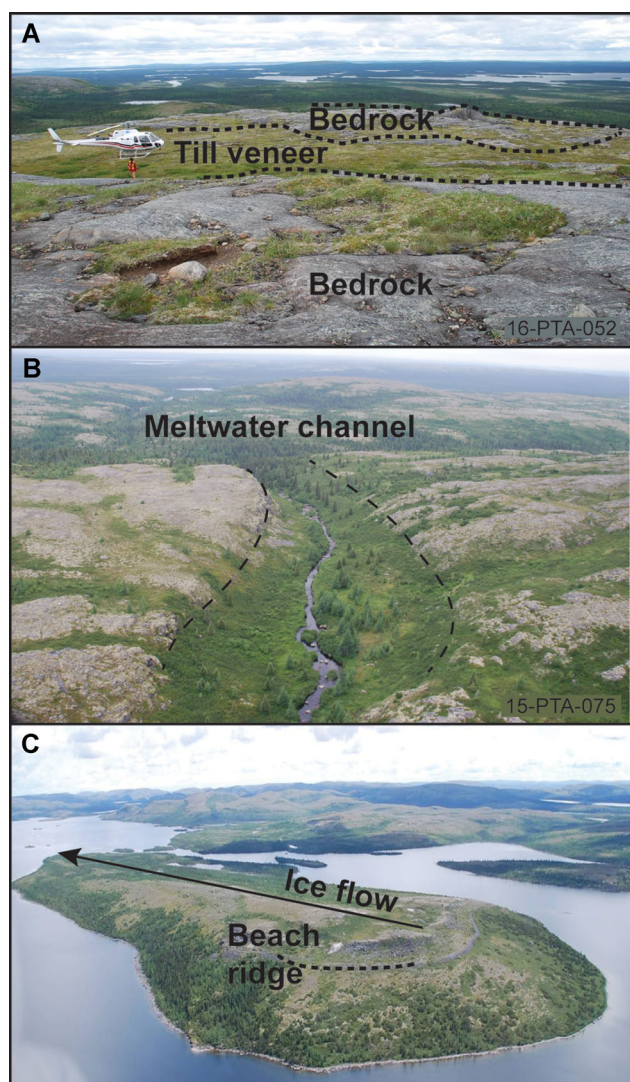 A
Bedrock
Till veneer
Bedrock
16-PTA-052
B
Meltwater channel
15-PTA-075
C
Ice flow
Beach
ridge